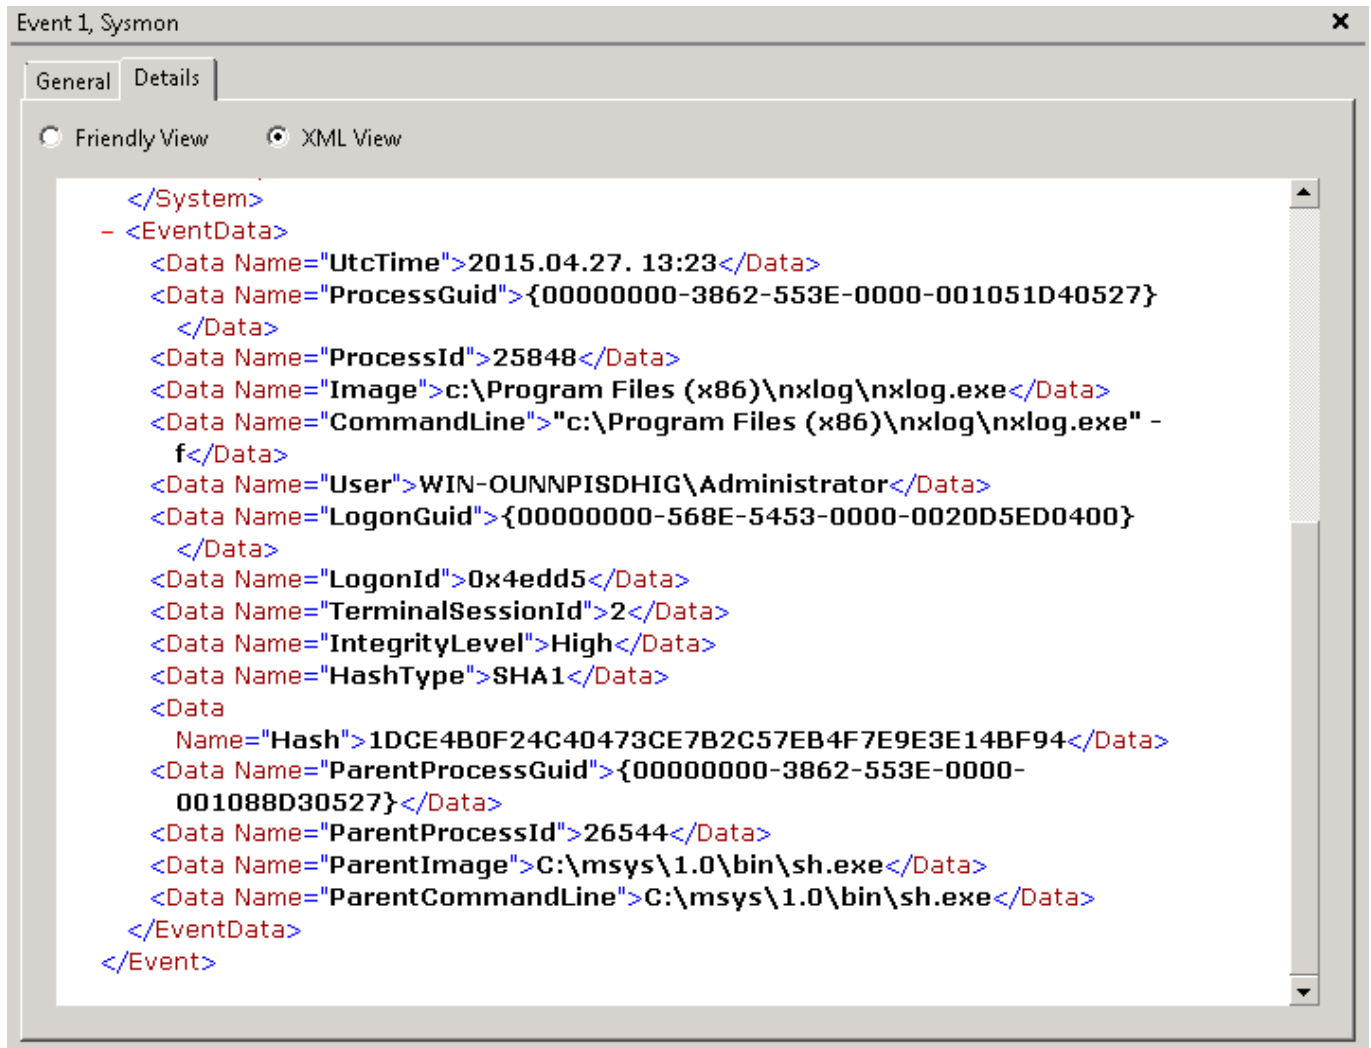 Event 1, Sysmon
General Details
Friendly View XML View
</System>
– <EventData>
<Data Name="UtcTime">2015.04.27. 13:23</Data>
<Data Name="ProcessGuid">{00000000-3862-553E-0000-001051D40527}
</Data>
<Data Name="ProcessId">25848</Data>
<Data Name="Image">c:\Program Files (x86)\nxlog\nxlog.exe</Data>
<Data Name="CommandLine">"c:\Program Files (x86)\nxlog\nxlog.exe" -
f</Data>
<Data Name="User">WIN-OUNNPISDHIG\Administrator</Data>
<Data Name="LogonGuid">{00000000-568E-5453-0000-0020D5ED0400}
</Data>
<Data Name="LogonId">0x4edd5</Data>
<Data Name="TerminalSessionId">2</Data>
<Data Name="IntegrityLevel">High</Data>
<Data Name="HashType">SHA1</Data>
<Data
Name="Hash">1DCE4B0F24C40473CE7B2C57EB4F7E9E3E14BF94</Data>
<Data Name="ParentProcessGuid">{00000000-3862-553E-0000-
001088D30527}</Data>
<Data Name="ParentProcessId">26544</Data>
<Data Name="ParentImage">C:\msys\1.0\bin\sh.exe</Data>
<Data Name="ParentCommandLine">C:\msys\1.0\bin\sh.exe</Data>
</EventData>
</Event>